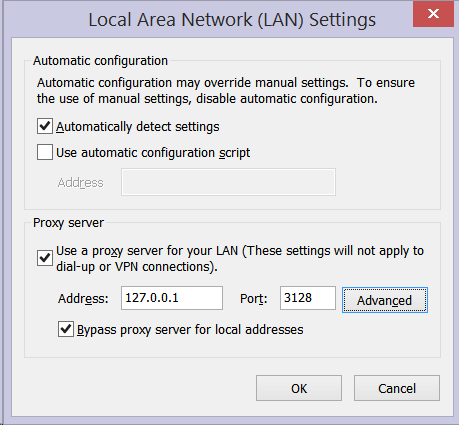 Local Area Network (LAN) Settings
Automatic configuration
Automatic configuration may override manual settings. To ensure
the use of manual settings, disable automatic configuration.
Automatically detect settings
Use automatic configuration script
Address
Proxy server
Use a proxy server for your LAN (These settings will not apply to
dial-up or VPN connections).
Address: 127.0.0.1 Port: 3128 Advanced
Bypass proxy server for local addresses
OK Cancel